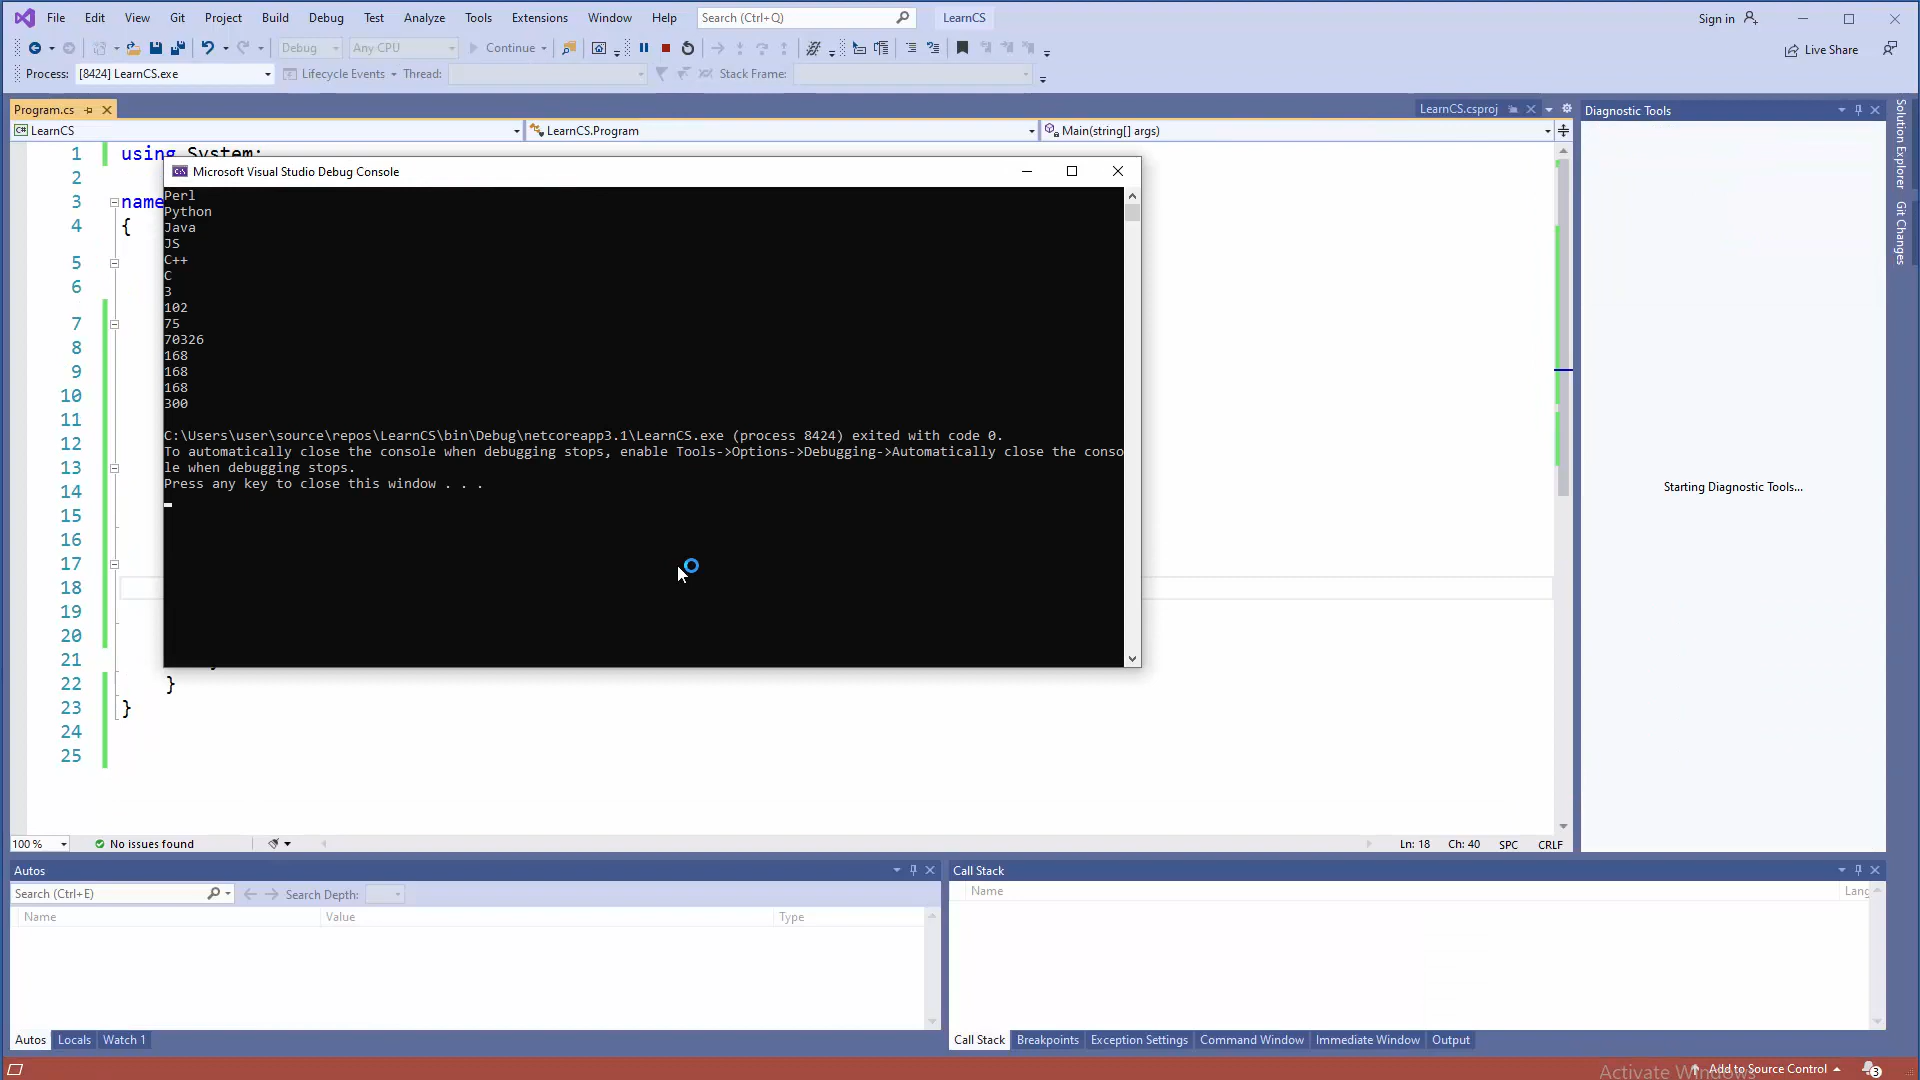 File Edit View Git Project Build Debug Test Analyze Tools Extensions Window Help Search (Ctrl+Q) LearnCS Sign in
Debug Any CPU Continue Live Share
Process: [8424] LearnCS.exe Lifecycle Events Thread: Stack Frame:
Program.cs LearnCS.csproj Diagnostic Tools
C# LearnCS LearnCS.Program Main(string[] args)
1 using System;
2
3 name
4 {
5
6
7
8
9
10
11
12
13
14
15
16
17
18
19
20
21
22 }
23 }
24
25
Microsoft Visual Studio Debug Console
Perl
Python
Java
JS
C++
C
3
102
75
70326
168
168
168
300
C:\Users\user\source\repos\LearnCS\bin\Debug\netcoreapp3.1\LearnCS.exe (process 8424) exited with code 0.
To automatically close the console when debugging stops, enable Tools->Options->Debugging->Automatically close the conso
le when debugging stops.
Press any key to close this window . . .
Starting Diagnostic Tools...
Solution Explorer
Git Changes
100 % No issues found Ln: 18 Ch: 40 SPC CRLF
Autos
Search (Ctrl+E) Search Depth:
Name Value Type
Autos Locals Watch 1
Call Stack
Name Lang
Call Stack Breakpoints Exception Settings Command Window Immediate Window Output
Add to Source Control 3